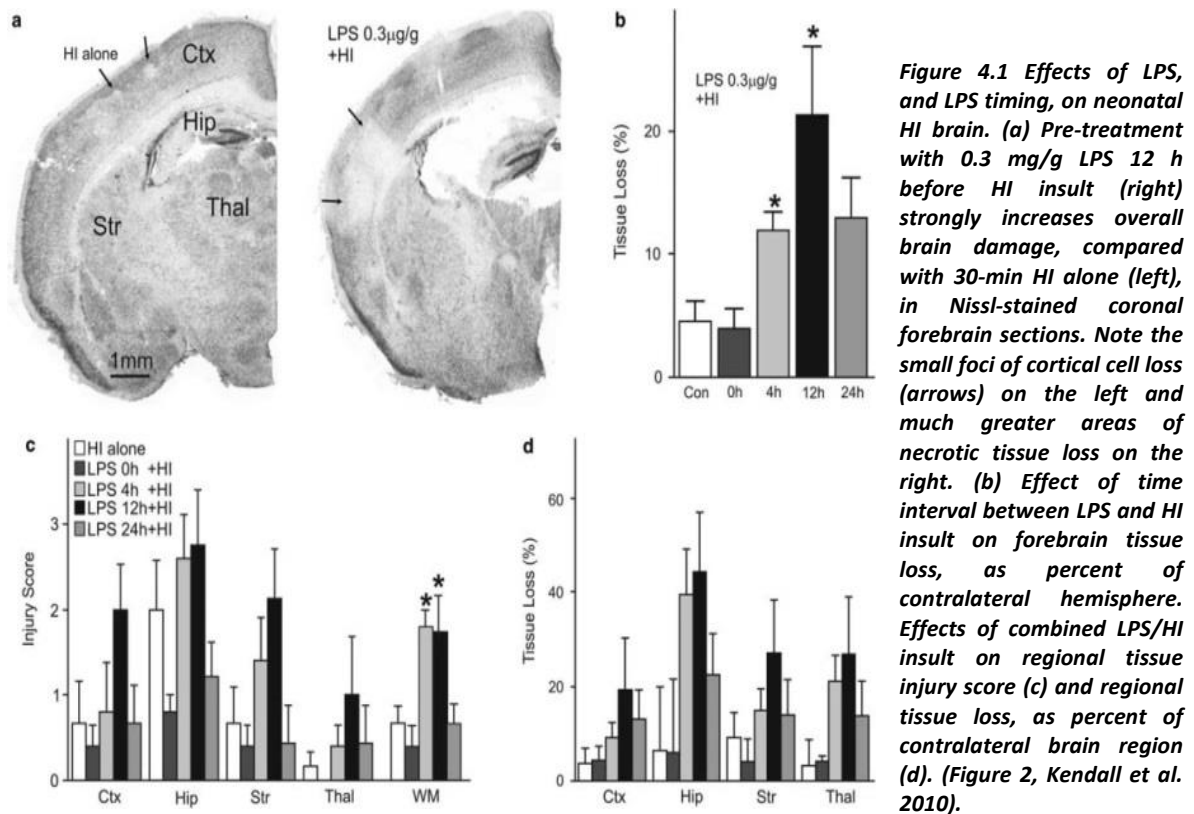 a
HI alone
Ctx
Hip
Str
Thal
1mm
LPS 0.3µg/g
+HI
b
LPS 0.3µg/g
+HI
* *
Tissue Loss (%)
20
10
0
Con 0h 4h 12h 24h
Figure 4.1 Effects of LPS,
and LPS timing, on neonatal
HI brain. (a) Pre-treatment
with 0.3 mg/g LPS 12 h
before HI insult (right)
strongly increases overall
brain damage, compared
with 30-min HI alone (left),
in Nissl-stained coronal
forebrain sections. Note the
small foci of cortical cell loss
(arrows) on the left and
much greater areas of
necrotic tissue loss on the
right. (b) Effect of time
interval between LPS and HI
insult on forebrain tissue
loss, as percent of
contralateral hemisphere.
Effects of combined LPS/HI
insult on regional tissue
injury score (c) and regional
tissue loss, as percent of
contralateral brain region
(d). (Figure 2, Kendall et al.
2010).
c
HI alone
LPS 0h +HI
LPS 4h +HI
LPS 12h+HI
LPS 24h+HI
* *
Injury Score
3
2
1
0
Ctx Hip Str Thal WM
d
Tissue Loss (%)
60
40
20
0
Ctx Hip Str Thal